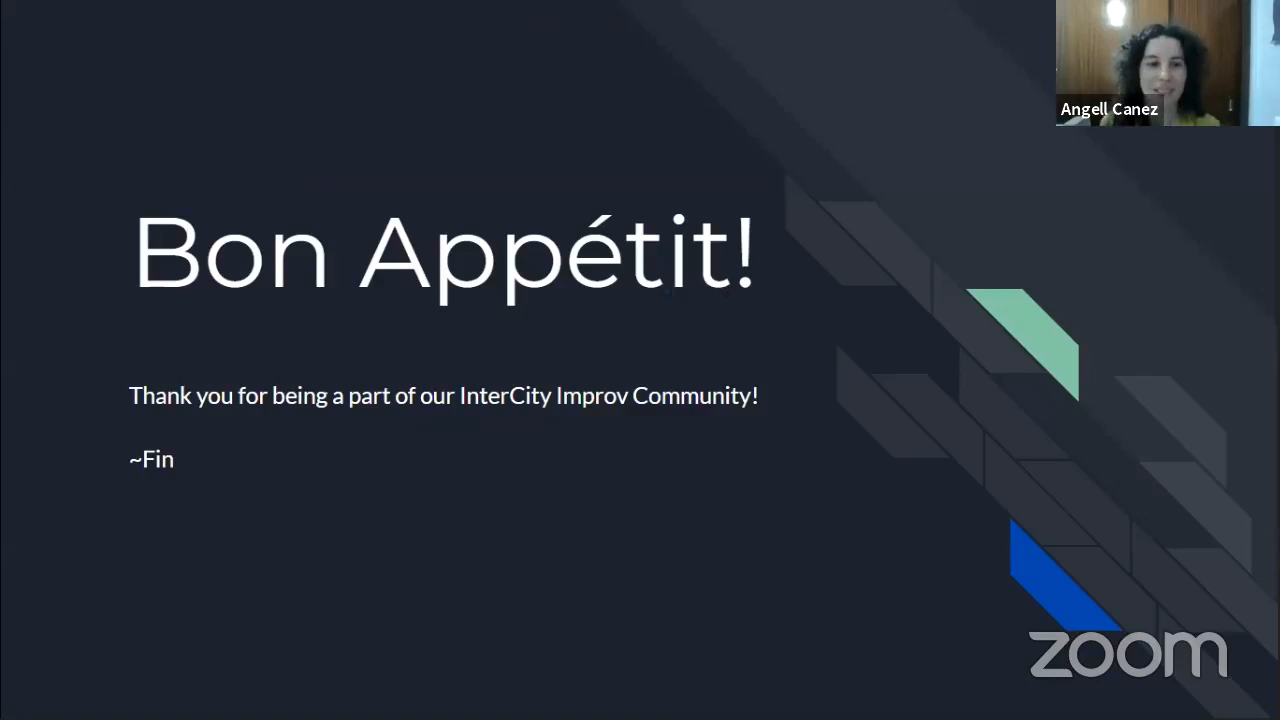 Angell Canez
Bon Appétit!
Thank you for being a part of our InterCity Improv Community!
~Fin
zoom